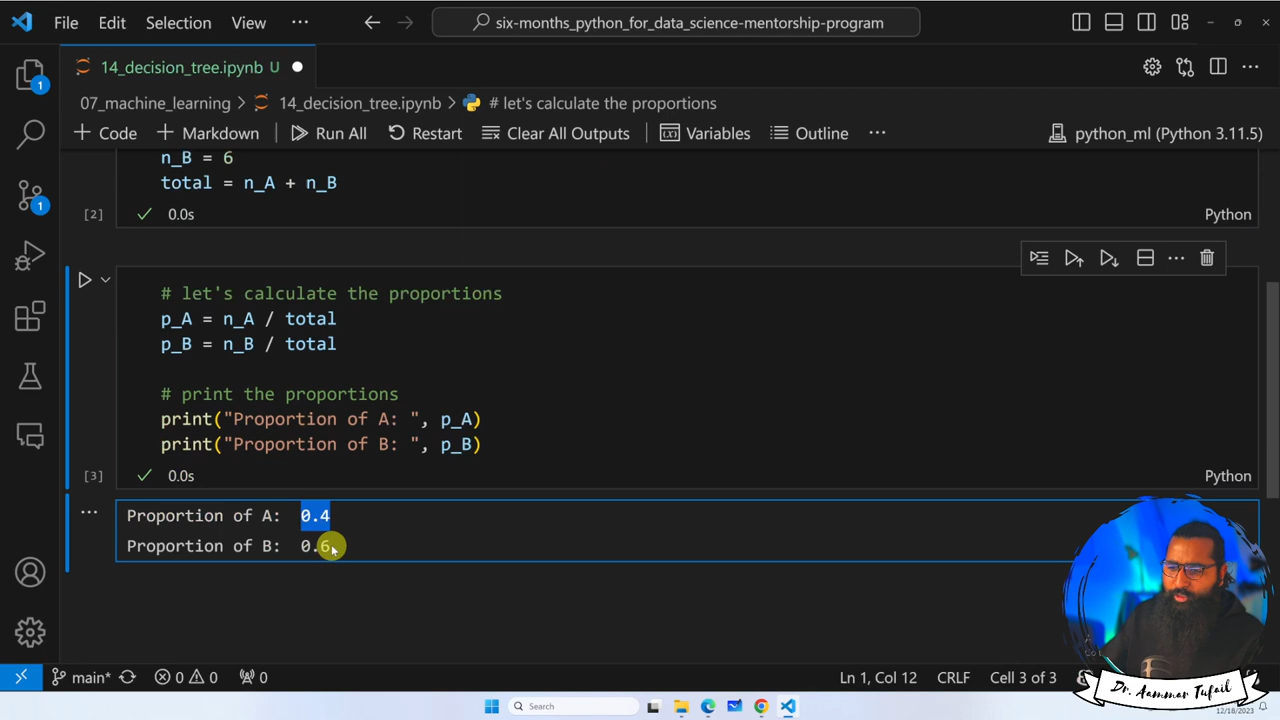 File Edit Selection View ··· six-months_python_for_data_science-mentorship-program
14_decision_tree.ipynb U
07_machine_learning > 14_decision_tree.ipynb > # let's calculate the proportions
Code Markdown Run All Restart Clear All Outputs Variables Outline ··· python_ml (Python 3.11.5)
n_B = 6
total = n_A + n_B
[2] 0.0s Python
# let's calculate the proportions
p_A = n_A / total
p_B = n_B / total
# print the proportions
print("Proportion of A: ", p_A)
print("Proportion of B: ", p_B)
[3] 0.0s Python
Proportion of A: 0.4
Proportion of B: 0.6
1
1
main* 0 0 0 Ln 1, Col 12 CRLF Cell 3 of 3
Dr. Aammar Tufail
Search
12/18/2023